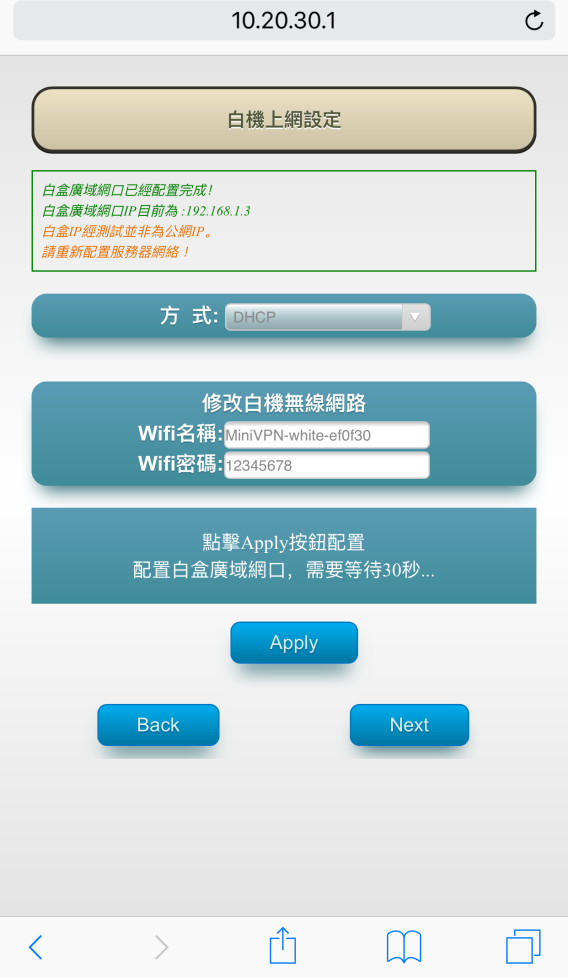 10.20.30.1
白機上網設定
白盒廣域網口已經配置完成！
白盒廣域網口IP目前為 :192.168.1.3
白盒IP經測試並非為公網IP。
請重新配置服務器網絡！
方 式: DHCP
修改白機無線網路
Wifi名稱:MiniVPN-white-ef0f30
Wifi密碼:12345678
點擊Apply按鈕配置
配置白盒廣域網口，需要等待30秒...
Apply
Back Next